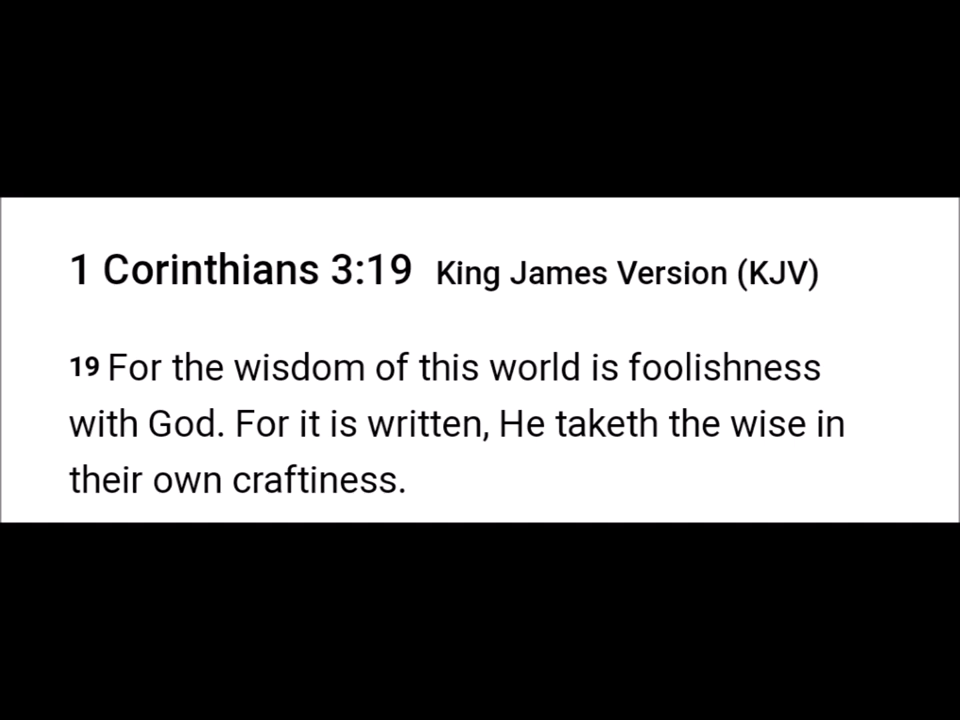 1 Corinthians 3:19 King James Version (KJV)
19 For the wisdom of this world is foolishness
with God. For it is written, He taketh the wise in
their own craftiness.